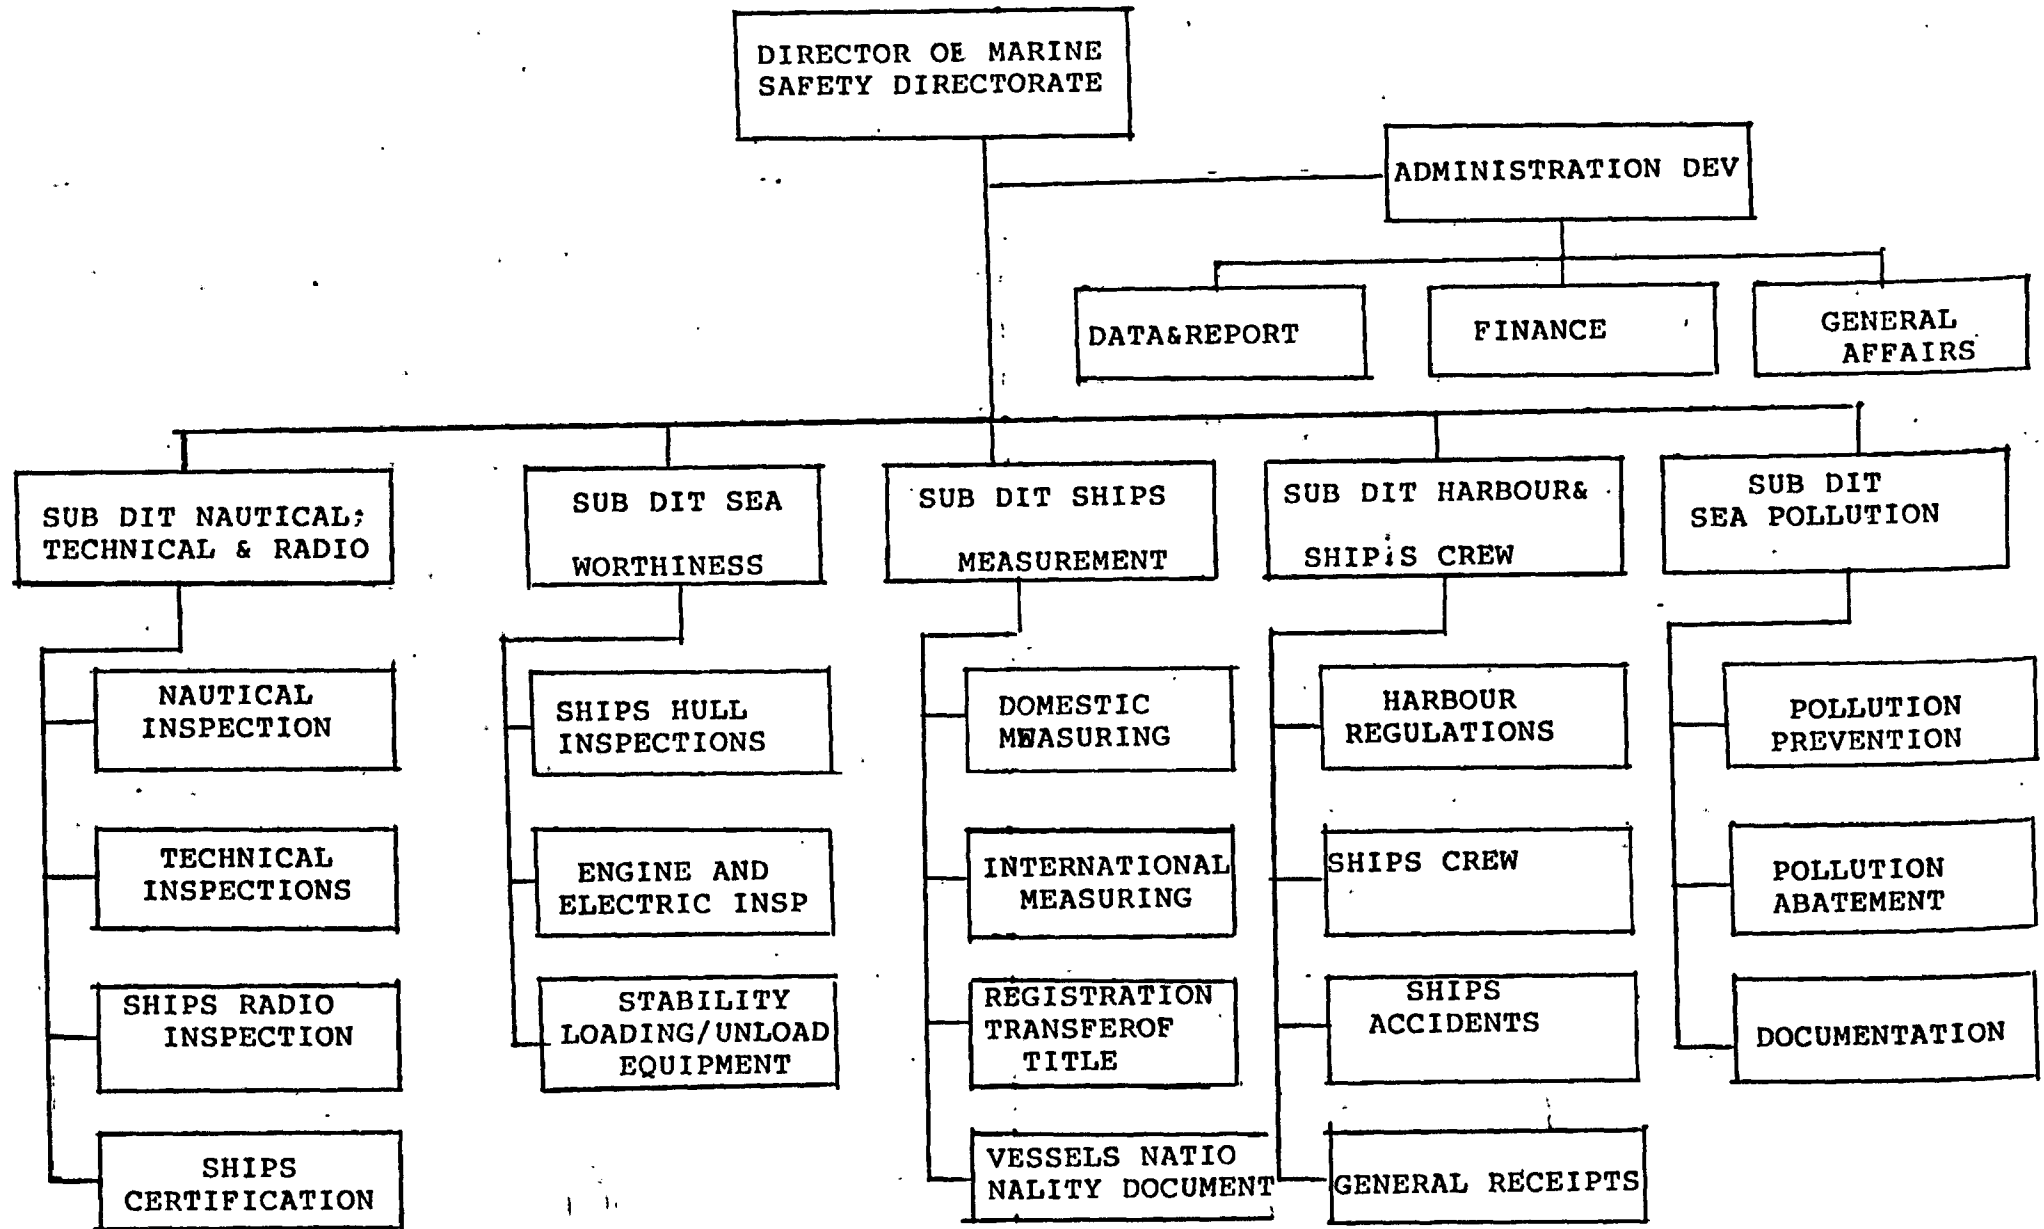 DIRECTOR OE MARINE
SAFETY DIRECTORATE
ADMINISTRATION DEV
DATA&REPORT
FINANCE
GENERAL
AFFAIRS
SUB DIT NAUTICAL;
TECHNICAL & RADIO
SUB DIT SEA
WORTHINESS
SUB DIT SHIPS
MEASUREMENT
SUB DIT HARBOUR&
SHIP;S CREW
SUB DIT
SEA POLLUTION
NAUTICAL
INSPECTION
TECHNICAL
INSPECTIONS
SHIPS RADIO
INSPECTION
SHIPS
CERTIFICATION
SHIPS HULL
INSPECTIONS
ENGINE AND
ELECTRIC INSP
STABILITY
LOADING/UNLOAD
EQUIPMENT
DOMESTIC
MEASURING
INTERNATIONAL
MEASURING
REGISTRATION
TRANSFEROF
TITLE
VESSELS NATIO
NALITY DOCUMENT
HARBOUR
REGULATIONS
SHIPS CREW
SHIPS
ACCIDENTS
GENERAL RECEIPTS
POLLUTION
PREVENTION
POLLUTION
ABATEMENT
DOCUMENTATION